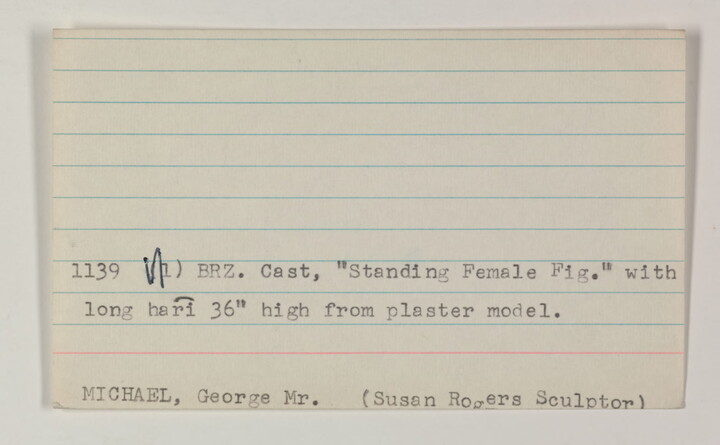 1139 (1) BRZ. Cast, "Standing Female Fig." with
long hari 36" high from plaster model.
MICHAEL, George Mr. (Susan Rogers Sculptor)